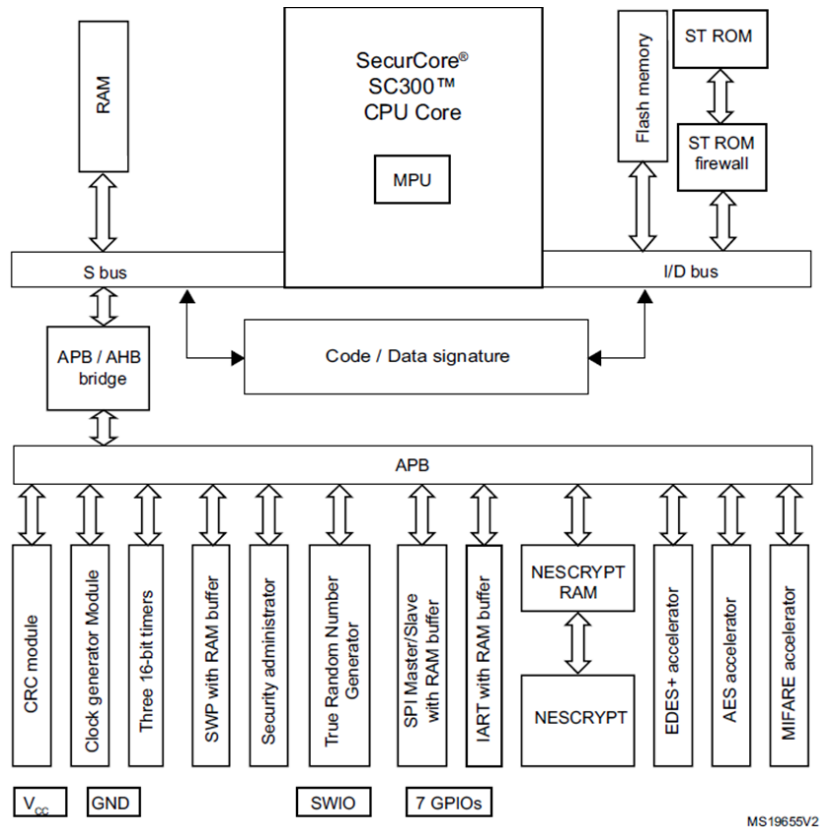 RAM
SecurCore®
SC300™
CPU Core
MPU
Flash memory
ST ROM
ST ROM
firewall
S bus
I/D bus
APB / AHB
bridge
Code / Data signature
APB
CRC module
Clock generator Module
Three 16-bit timers
SWP with RAM buffer
Security administrator
True Random Number
Generator
SPI Master/Slave
with RAM buffer
IART with RAM buffer
NESCRYPT
RAM
NESCRYPT
EDES+ accelerator
AES accelerator
MIFARE accelerator
VCC
GND
SWIO
7 GPIOs
MS19655V2